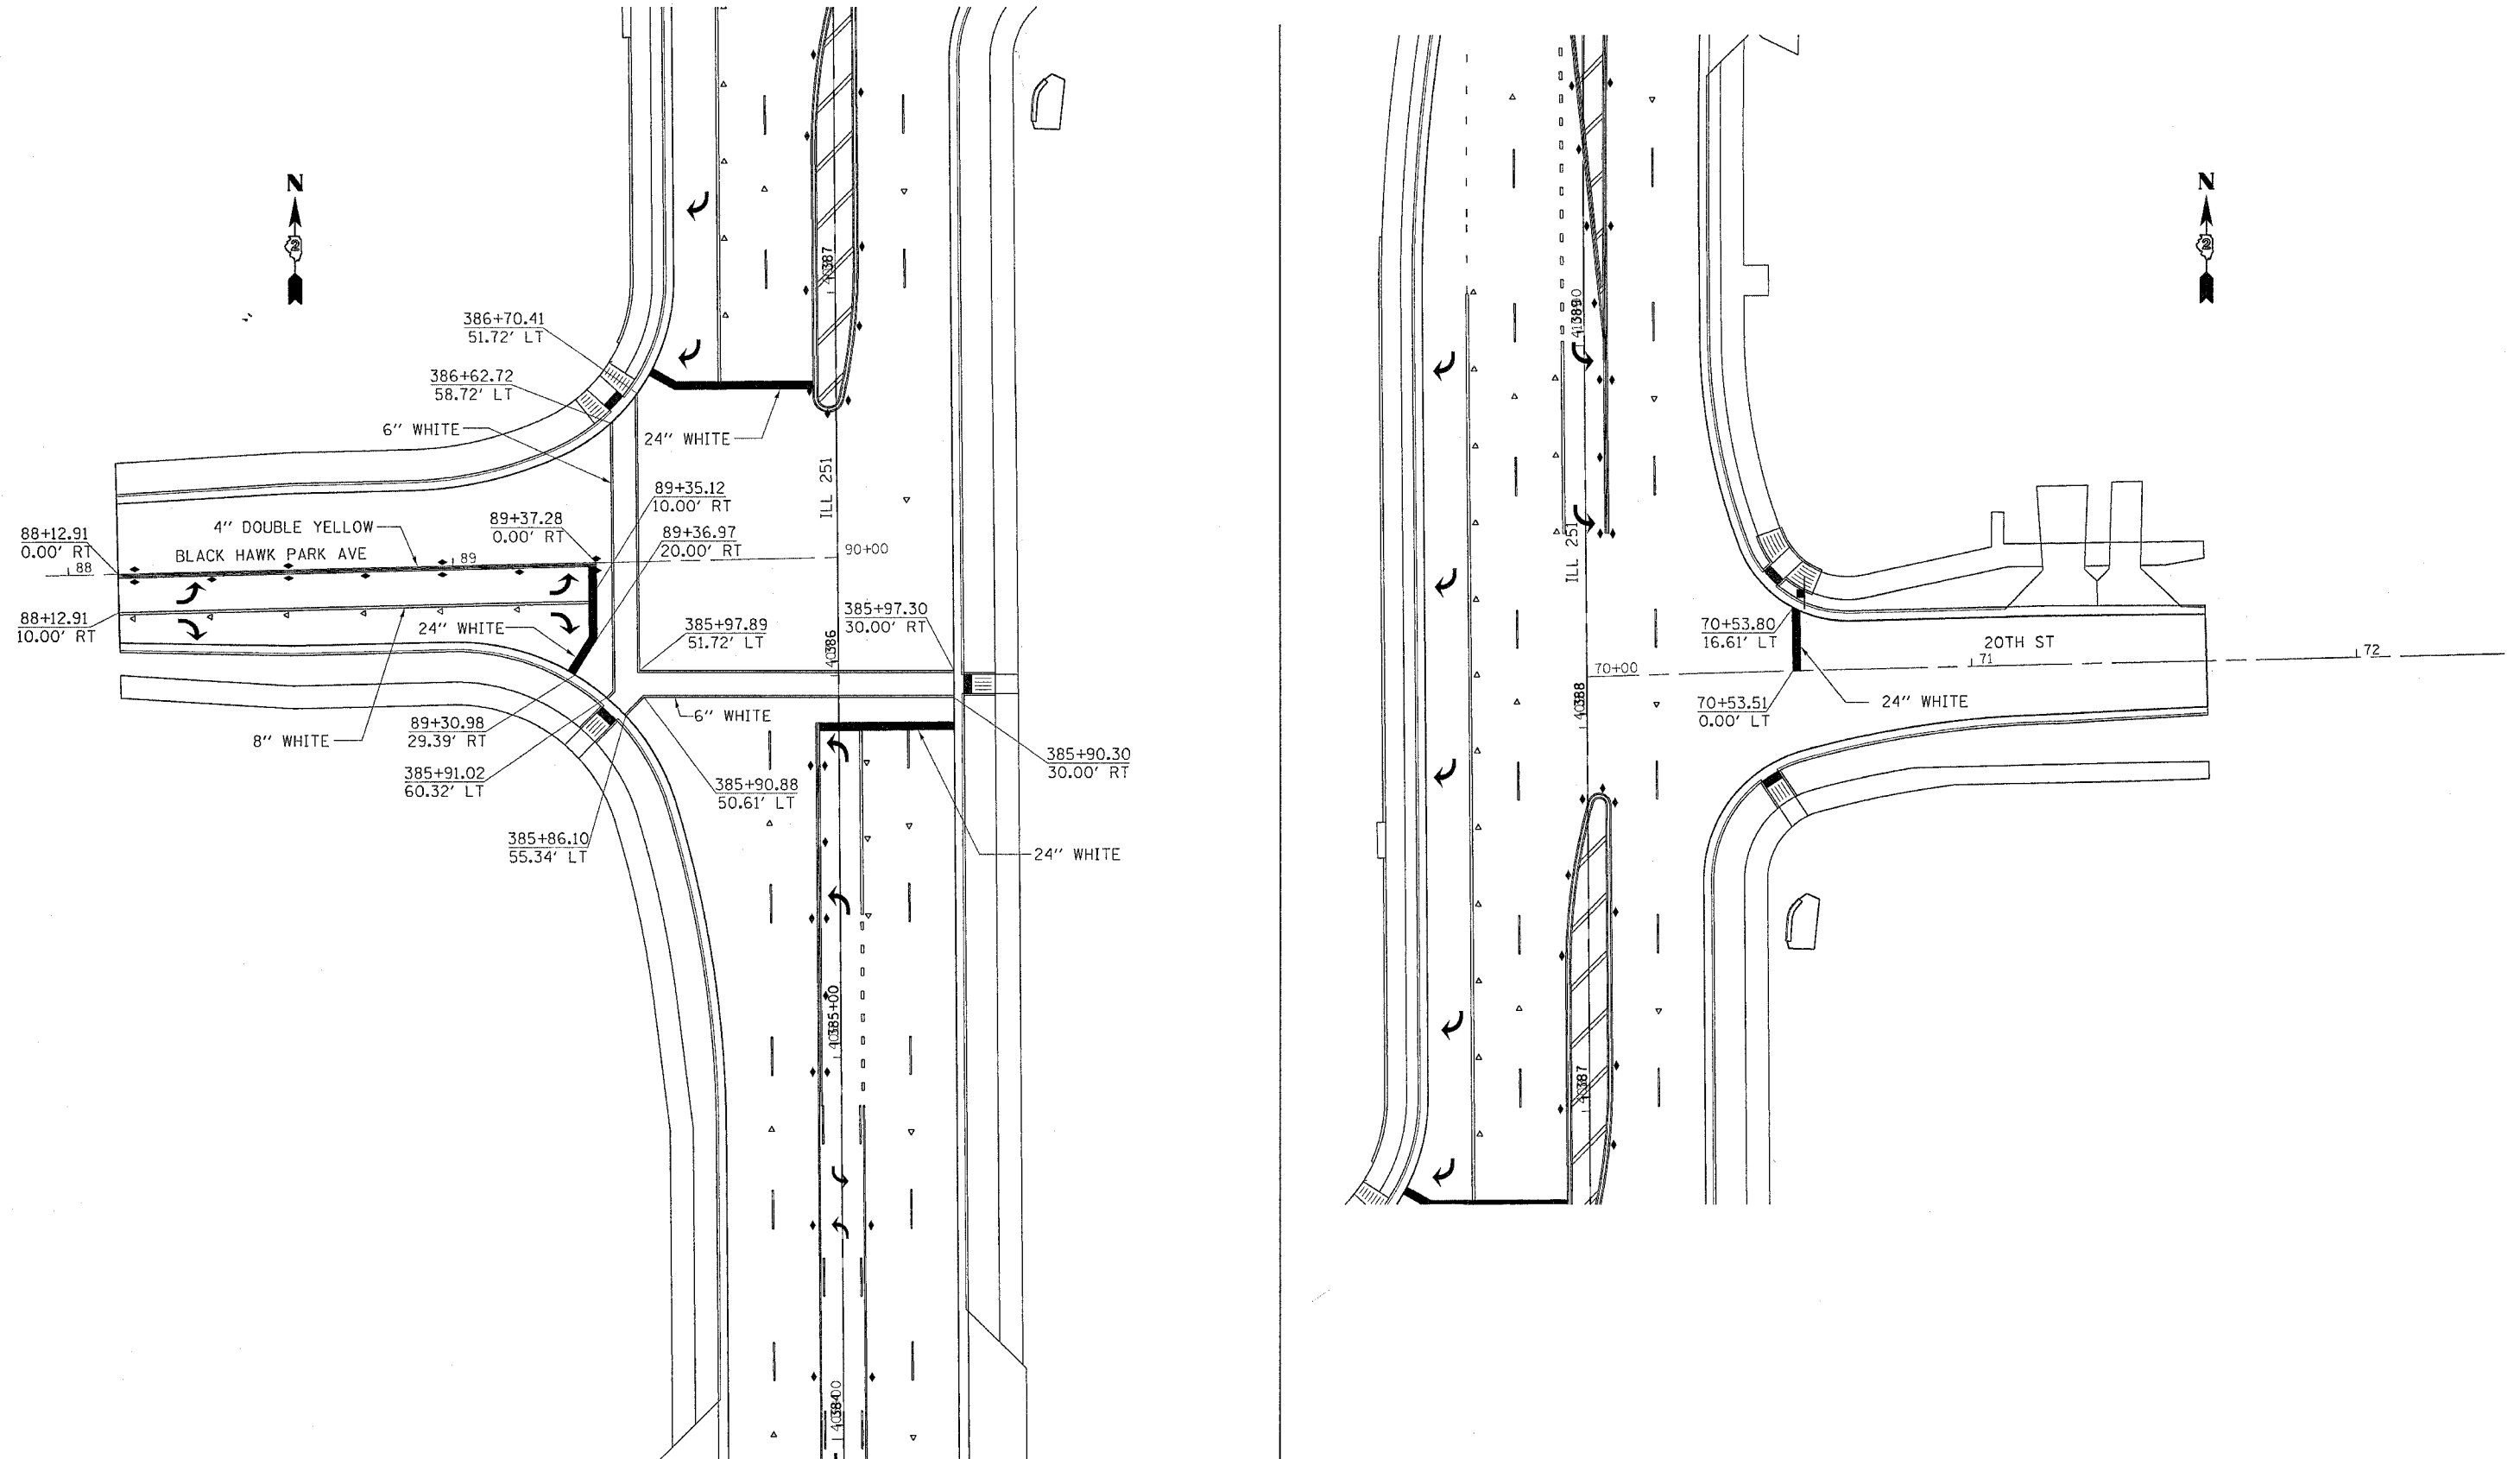 N
2
386+70.41
51.72' LT
386+62.72
58.72' LT
6" WHITE
24" WHITE
387
ILL 251
89+35.12
10.00' RT
89+37.28
0.00' RT
89+36.97
20.00' RT
4" DOUBLE YELLOW
BLACK HAWK PARK AVE
88+12.91
0.00' RT
88
89
90+00
88+12.91
10.00' RT
24" WHITE
385+97.89
51.72' LT
385+97.30
30.00' RT
386
6" WHITE
8" WHITE
89+30.98
29.39' RT
385+91.02
60.32' LT
385+90.88
50.61' LT
385+90.30
30.00' RT
385+86.10
55.34' LT
24" WHITE
385+00
N
2
ILL 251
70+53.80
16.61' LT
20TH ST
70+00
71
72
388
70+53.51
0.00' LT
24" WHITE
387